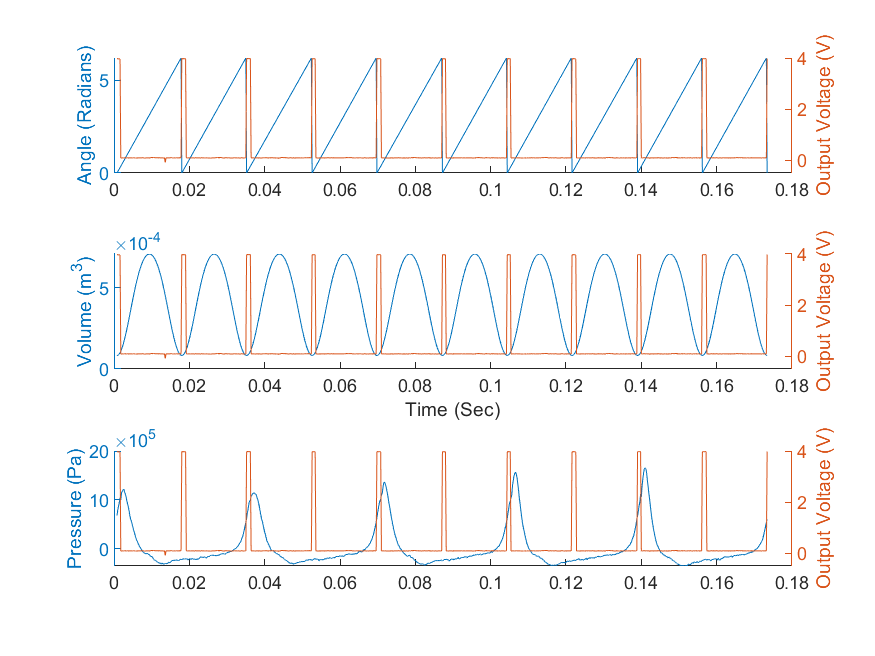 Angle (Radians)
5
0
4
2
0
Output Voltage (V)
0 0.02 0.04 0.06 0.08 0.1 0.12 0.14 0.16 0.18
×10-4
Volume (m3)
5
0
4
2
0
Output Voltage (V)
0 0.02 0.04 0.06 0.08 0.1 0.12 0.14 0.16 0.18
Time (Sec)
×105
Pressure (Pa)
20
10
0
4
2
0
Output Voltage (V)
0 0.02 0.04 0.06 0.08 0.1 0.12 0.14 0.16 0.18